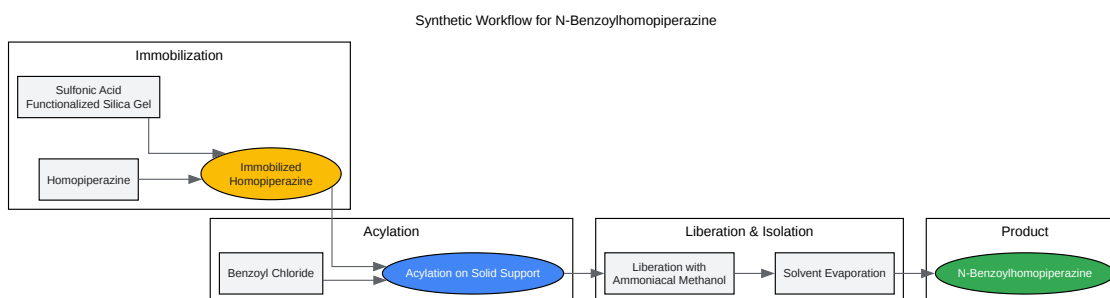 Synthetic Workflow for N-Benzoylhomopiperazine
Immobilization
Sulfonic Acid
Functionalized Silica Gel
Homopiperazine
Immobilized
Homopiperazine
Acylation
Benzoyl Chloride
Acylation on Solid Support
Liberation & Isolation
Liberation with
Ammoniacal Methanol
Solvent Evaporation
Product
N-Benzoylhomopiperazine